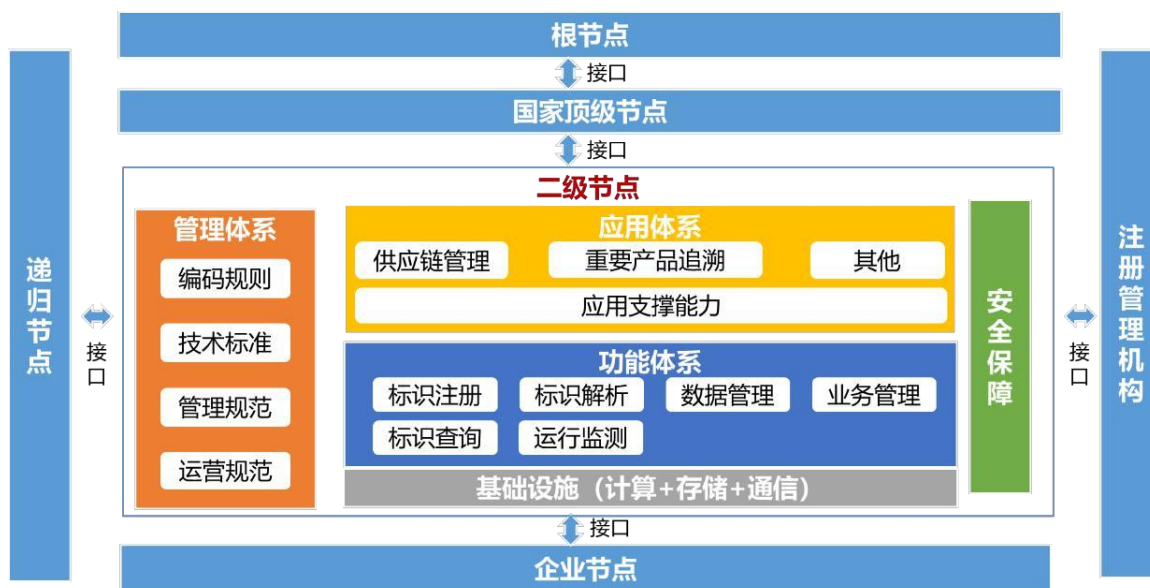 根节点
接口
国家顶级节点
接口
二级节点
递归节点
接口
管理体系
编码规则
技术标准
管理规范
运营规范
应用体系
供应链管理 重要产品追溯 其他
应用支撑能力
功能体系
标识注册 标识解析 数据管理 业务管理
标识查询 运行监测
基础设施（计算+存储+通信）
安全保障
接口
注册管理机构
接口
企业节点